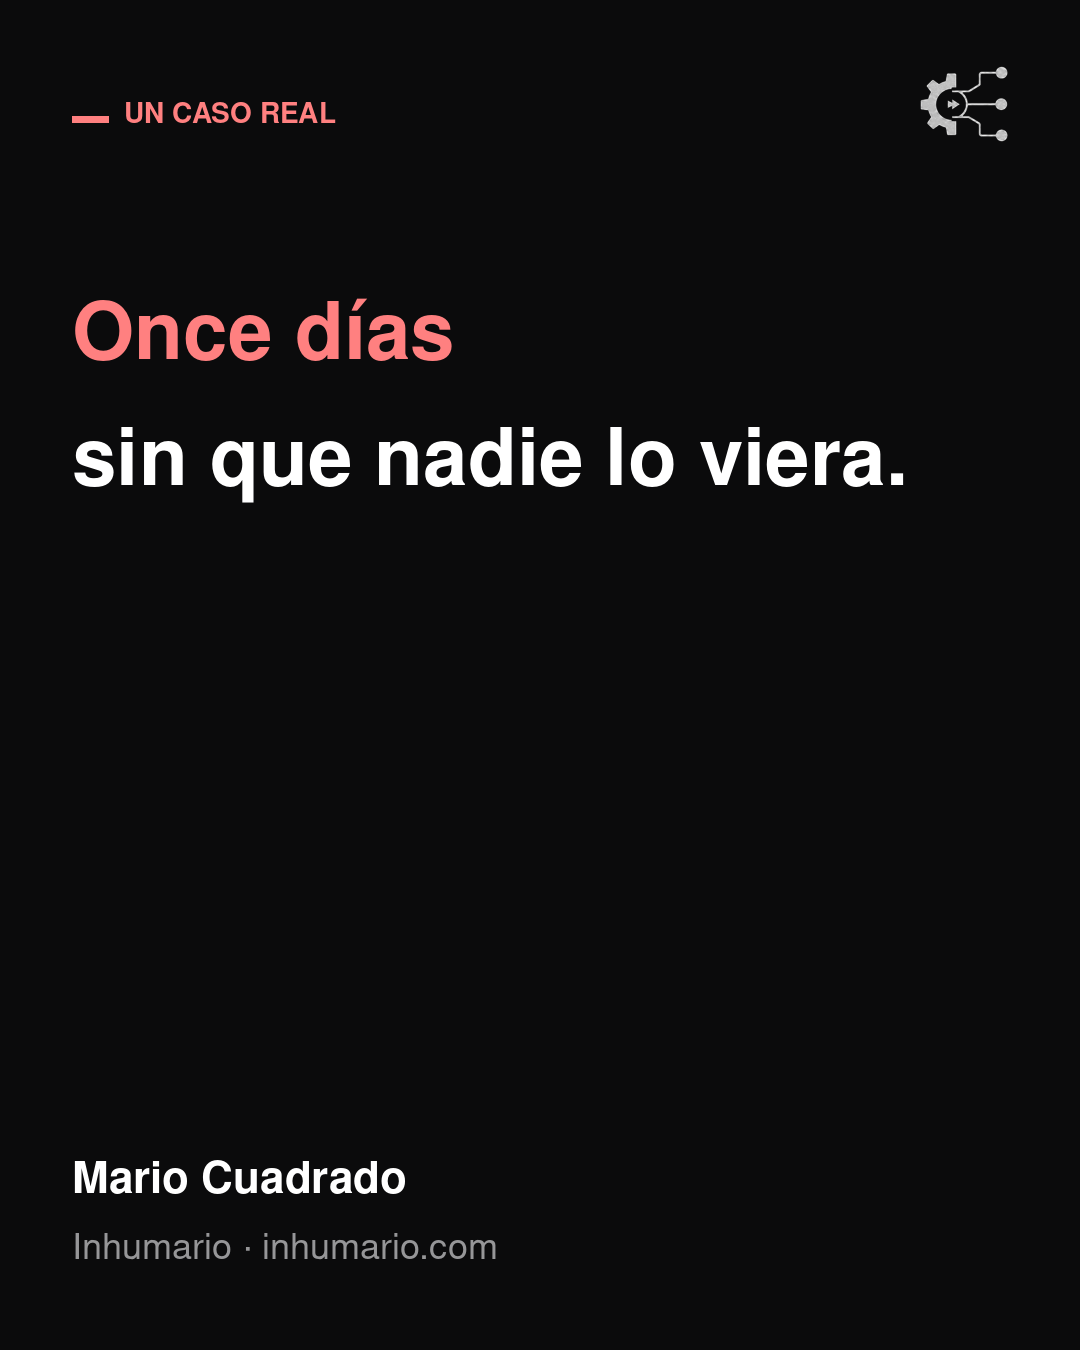 UN CASO REAL
Once días
sin que nadie lo viera.
Mario Cuadrado
Inhumario · inhumario.com